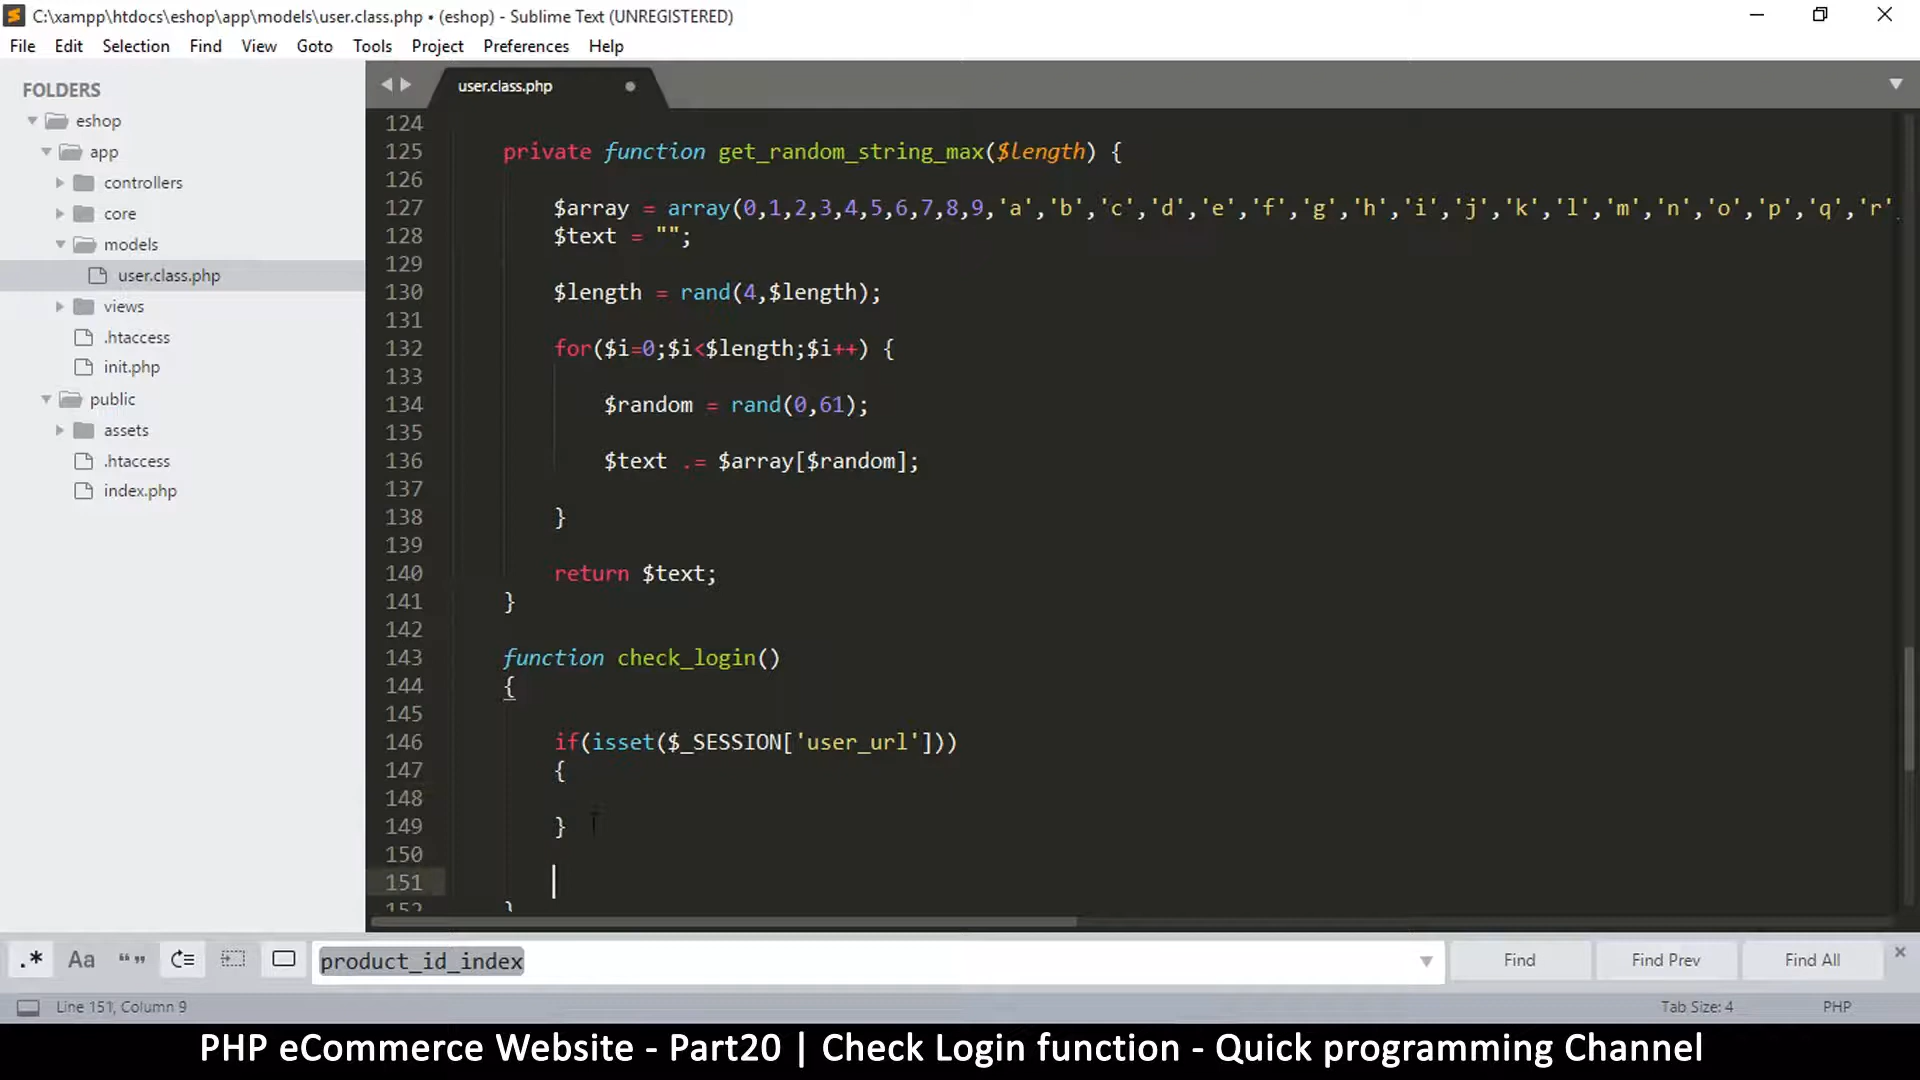 C:\xampp\htdocs\eshop\app\models\user.class.php • (eshop) - Sublime Text (UNREGISTERED)
File Edit Selection Find View Goto Tools Project Preferences Help
FOLDERS
eshop
app
controllers
core
models
user.class.php
views
.htaccess
init.php
public
assets
.htaccess
index.php
user.class.php
124
125 private function get_random_string_max($length) {
126
127 $array = array(0,1,2,3,4,5,6,7,8,9,'a','b','c','d','e','f','g','h','i','j','k','l','m','n','o','p','q','r'
128 $text = "";
129
130 $length = rand(4,$length);
131
132 for($i=0;$i<$length;$i++) {
133
134 $random = rand(0,61);
135
136 $text .= $array[$random];
137
138 }
139
140 return $text;
141 }
142
143 function check_login()
144 {
145
146 if(isset($_SESSION['user_url']))
147 {
148
149 }
150
151
152 }
.* Aa “” product_id_index Find Find Prev Find All
Line 151, Column 9 Tab Size: 4 PHP
PHP eCommerce Website - Part20 | Check Login function - Quick programming Channel